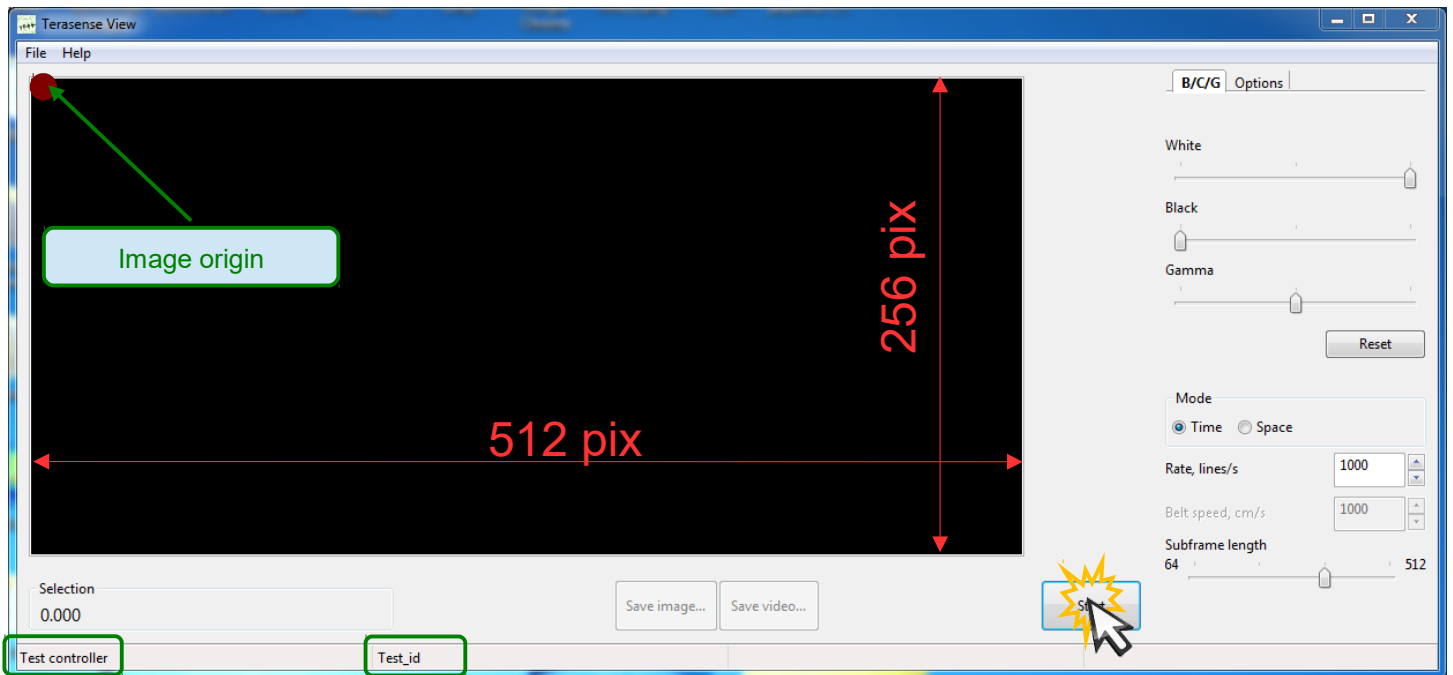 Terasense View
File Help
B/C/G Options
Image origin
256 pix
512 pix
White
Black
Gamma
Reset
Mode
Time Space
Rate, lines/s 1000
Belt speed, cm/s 1000
Subframe length
64 512
Selection
0.000
Save image... Save video...
Test controller Test_id